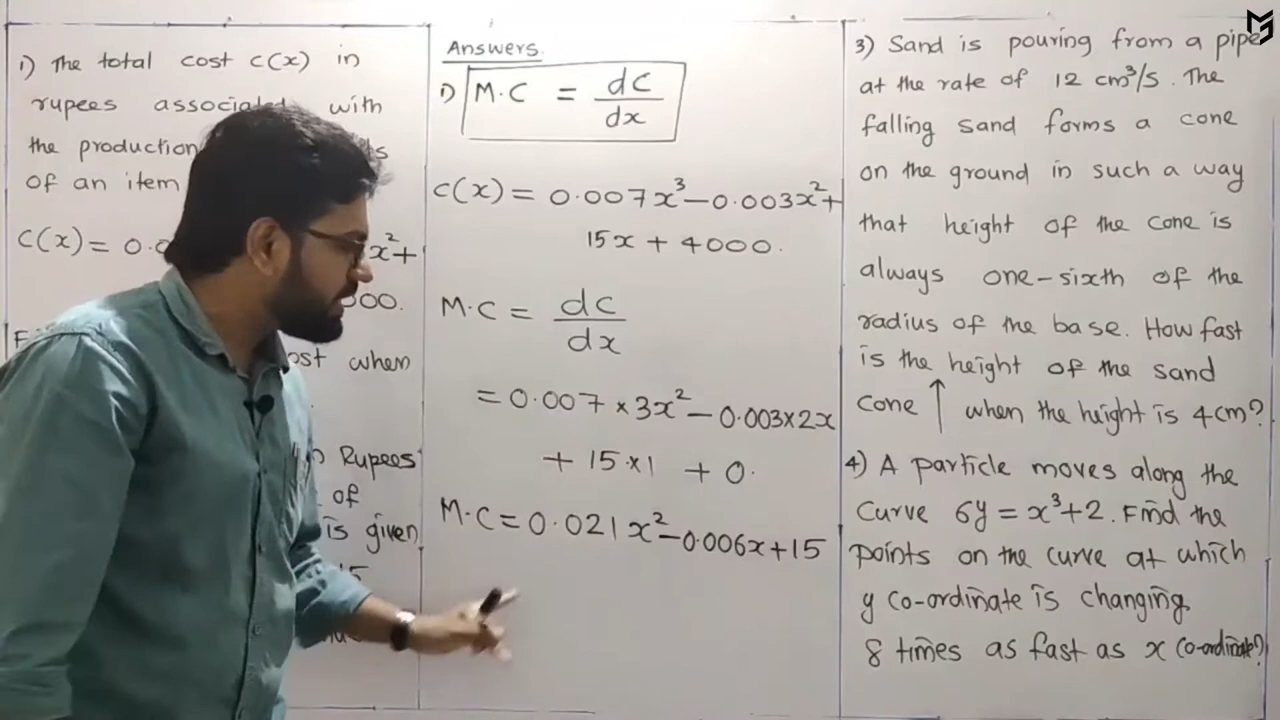 1) The total cost c(x) in
rupees associated with
the production
of an item
c(x) = 0.0 x²+
000.
ost when
Rupees
of
is given
15
Answers.
1) M.C = dC/dx
c(x) = 0.007x³-0.003x²+
15x + 4000.
M.C = dc/dx
= 0.007 × 3x² - 0.003×2x
+ 15×1 + 0.
M.C = 0.021x²-0.006x+15
3) Sand is pouring from a pipe
at the rate of 12 cm³/s. The
falling sand forms a cone
on the ground in such a way
that height of the cone is
always one-sixth of the
radius of the base. How fast
is the height of the sand
cone ↑ when the height is 4cm?
4) A particle moves along the
curve 6y = x³+2. Find the
points on the curve at which
y co-ordinate is changing
8 times as fast as x co-ordinate?